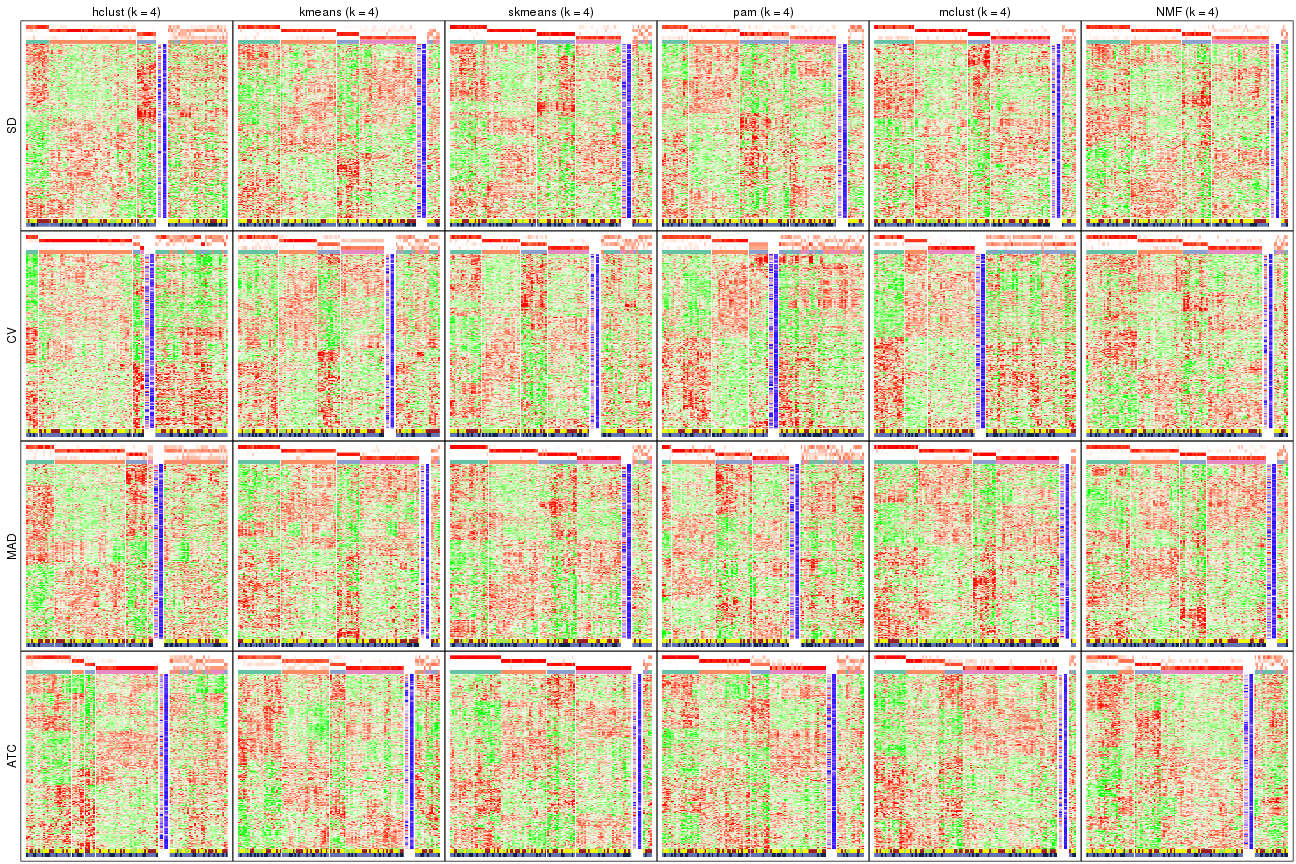 hclust (k = 4) kmeans (k = 4) skmeans (k = 4) pam (k = 4) mclust (k = 4) NMF (k = 4)
SD
CV
MAD
ATC